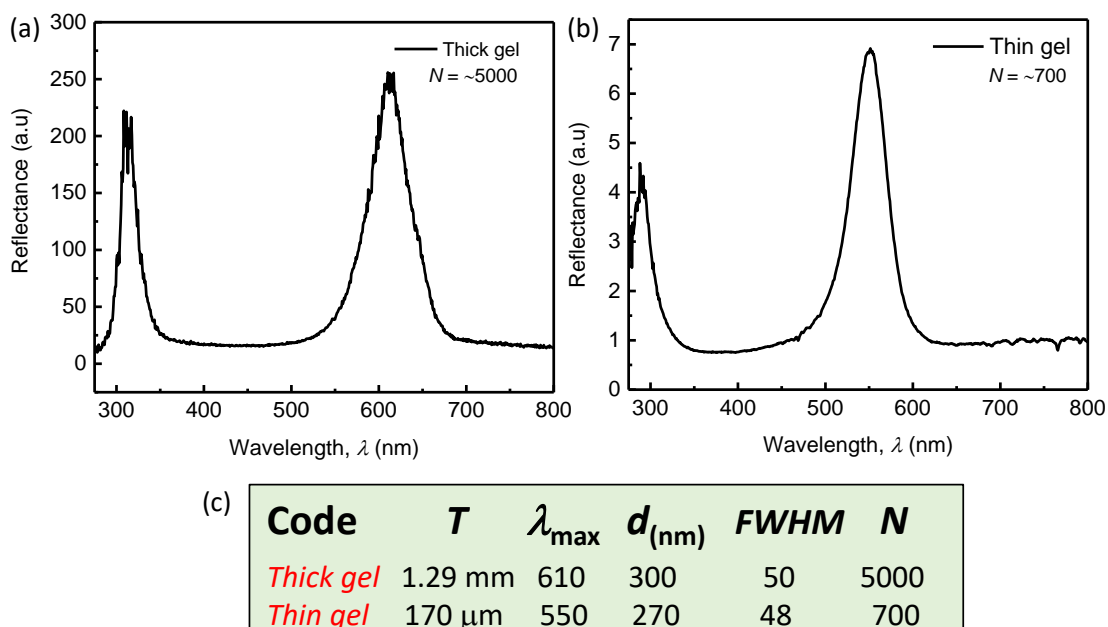 (a)
Thick gel
N = ~5000
Reflectance (a.u)
300
250
200
150
100
50
0
300 400 500 600 700 800
Wavelength, λ (nm)
(b)
Thin gel
N = ~700
Reflectance (a.u)
7
6
5
4
3
2
1
0
300 400 500 600 700 800
Wavelength, λ (nm)
(c)
Code T λmax d(nm) FWHM N
Thick gel 1.29 mm 610 300 50 5000
Thin gel 170 μm 550 270 48 700